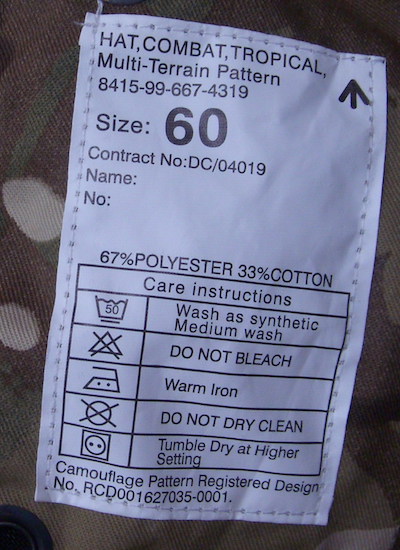 HAT,COMBAT,TROPICAL,
Multi-Terrain Pattern
8415-99-667-4319
Size: 60
Contract No:DC/04019
Name:
No:
67%POLYESTER 33%COTTON
Care instructions
50
Wash as synthetic
Medium wash
DO NOT BLEACH
Warm Iron
DO NOT DRY CLEAN
Tumble Dry at Higher
Setting
Camouflage Pattern Registered Design
No. RCD001627035-0001.